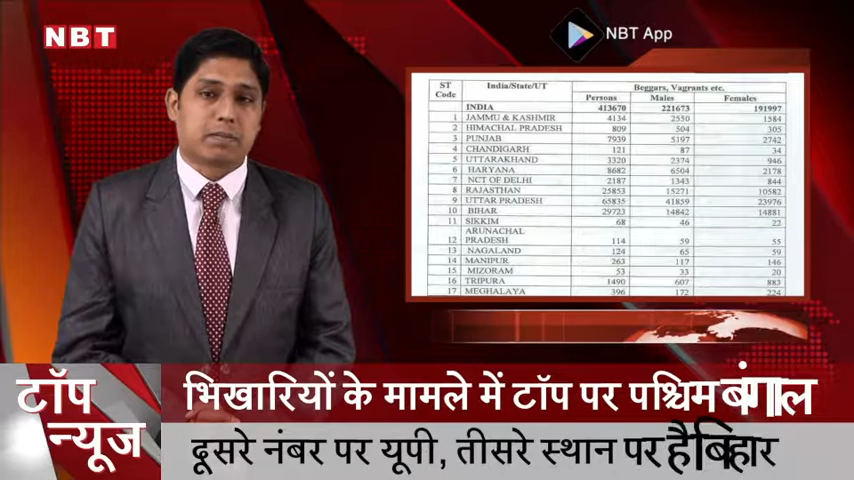 NBT
NBT App
ST Code India/State/UT Beggars, Vagrants etc.
Persons Males Females
INDIA 413670 221673 191997
1 JAMMU & KASHMIR 4134 2550 1584
2 HIMACHAL PRADESH 809 504 305
3 PUNJAB 7939 5197 2742
4 CHANDIGARH 121 87 34
5 UTTARAKHAND 3320 2374 946
6 HARYANA 8682 6504 2178
7 NCT OF DELHI 2187 1343 844
8 RAJASTHAN 25853 15271 10582
9 UTTAR PRADESH 65835 41859 23976
10 BIHAR 29723 14842 14881
11 SIKKIM 68 46 22
12 ARUNACHAL PRADESH 114 59 55
13 NAGALAND 124 65 59
14 MANIPUR 263 117 146
15 MIZORAM 53 33 20
16 TRIPURA 1490 607 883
17 MEGHALAYA 396 172 224
टॉप न्यूज
भिखारियों के मामले में टॉप पर पश्चिम बंगाल
दूसरे नंबर पर यूपी, तीसरे स्थान पर है बिहार